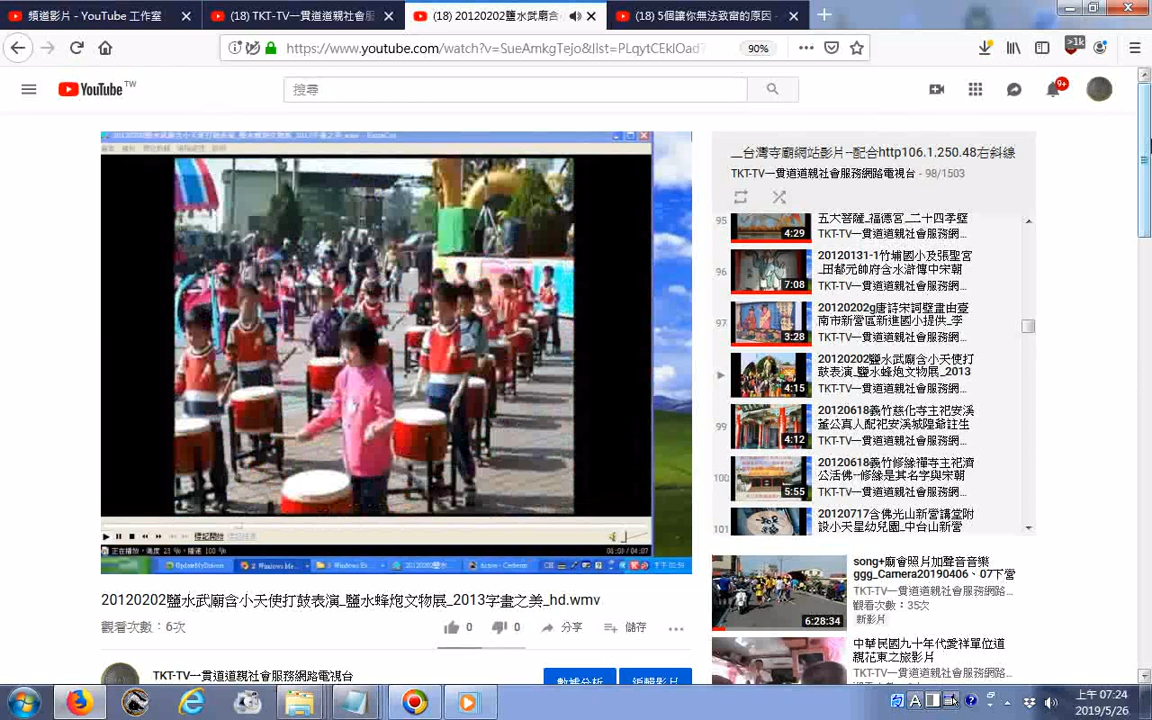 頻道影片 - YouTube 工作室
(18) TKT-TV一貫道道親社會服
(18) 20120202鹽水武廟含
(18) 5個讓你無法致富的原因 -
https://www.youtube.com/watch?v=SueAmkgTejo&list=PLqytCEklOad7
90%
>1k
YouTube TW
搜尋
9+
正在播放
01:03 / 04:07
20120202鹽水武廟含小天使打鼓表演_鹽水蜂炮文物展_2013字畫之美_hd.wmv
觀看次數：6次
0
0
分享
儲存
TKT-TV一貫道道親社會服務網路電視台
數據分析
編輯影片
__台灣寺廟網站影片--配合http106.1.250.48右斜線
TKT-TV一貫道道親社會服務網路電視台 - 98/1503
95
4:29
五大菩薩_福德宮_二十四孝壁
TKT-TV一貫道道親社會服務網...
96
7:08
20120131-1竹埔國小及張聖宮
_田都元帥府含水滸傳中宋朝
TKT-TV一貫道道親社會服務網...
97
3:28
20120202g唐詩宋詞壁畫由臺
南市新營區新進國小提供_李
TKT-TV一貫道道親社會服務網...
4:15
20120202鹽水武廟含小天使打
鼓表演_鹽水蜂炮文物展_2013
TKT-TV一貫道道親社會服務網...
99
4:12
20120618義竹慈化寺主祀安溪
蓋公真人配祀安溪城隍爺註生
TKT-TV一貫道道親社會服務網...
100
5:55
20120618義竹修緣禪寺主祀濟
公活佛--修緣是其名字與宋朝
TKT-TV一貫道道親社會服務網...
101
20120717含佛光山新營講堂附
設小天星幼兒園_中台山新營
6:28:34
song+廟會照片加聲音音樂
ggg_Camera20190406、07下營
TKT-TV一貫道道親社會服務網...
觀看次數：35次
新影片
中華民國九十年代愛祥單位道
親花東之旅影片
上午 07:24
2019/5/26